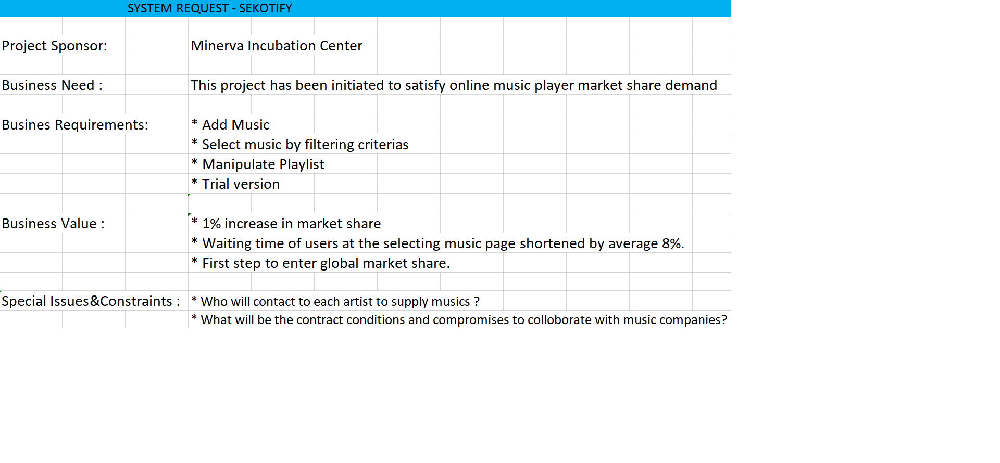 SYSTEM REQUEST - SEKOTIFY
Project Sponsor: Minerva Incubation Center
Business Need : This project has been initiated to satisfy online music player market share demand
Busines Requirements: * Add Music
* Select music by filtering criterias
* Manipulate Playlist
* Trial version
Business Value : * 1% increase in market share
* Waiting time of users at the selecting music page shortened by average 8%.
* First step to enter global market share.
Special Issues&Constraints : * Who will contact to each artist to supply musics ?
* What will be the contract conditions and compromises to colloborate with music companies?